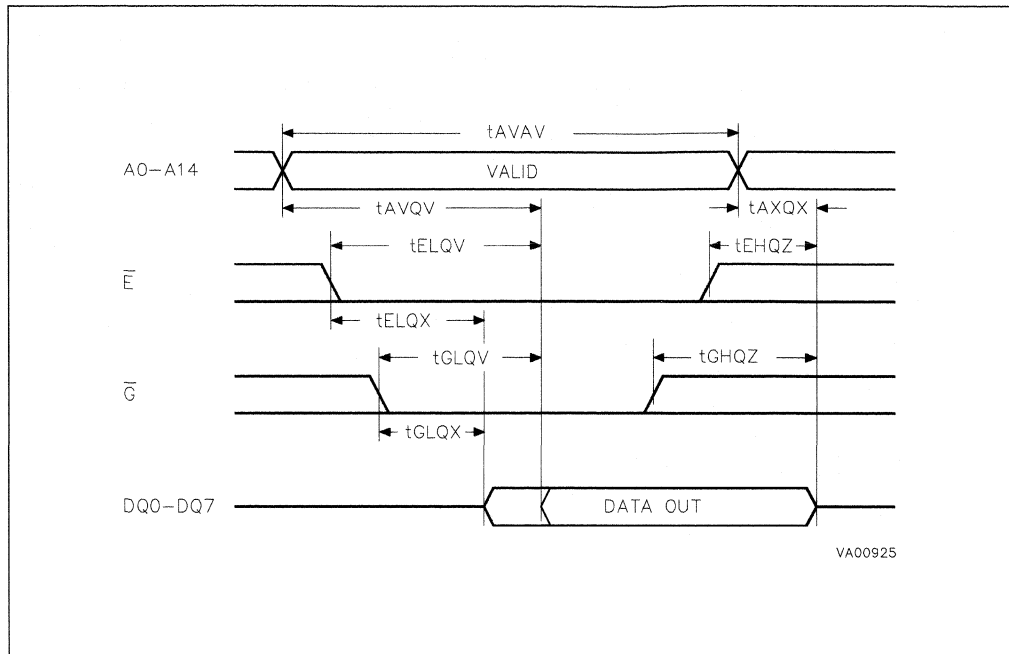 tAVAV
A0-A14
VALID
tAVQV
tAXQX
tELQV
tEHQZ
E̅
tELQX
tGLQV
tGHQZ
G̅
tGLQX
DQ0-DQ7
DATA OUT
VA00925